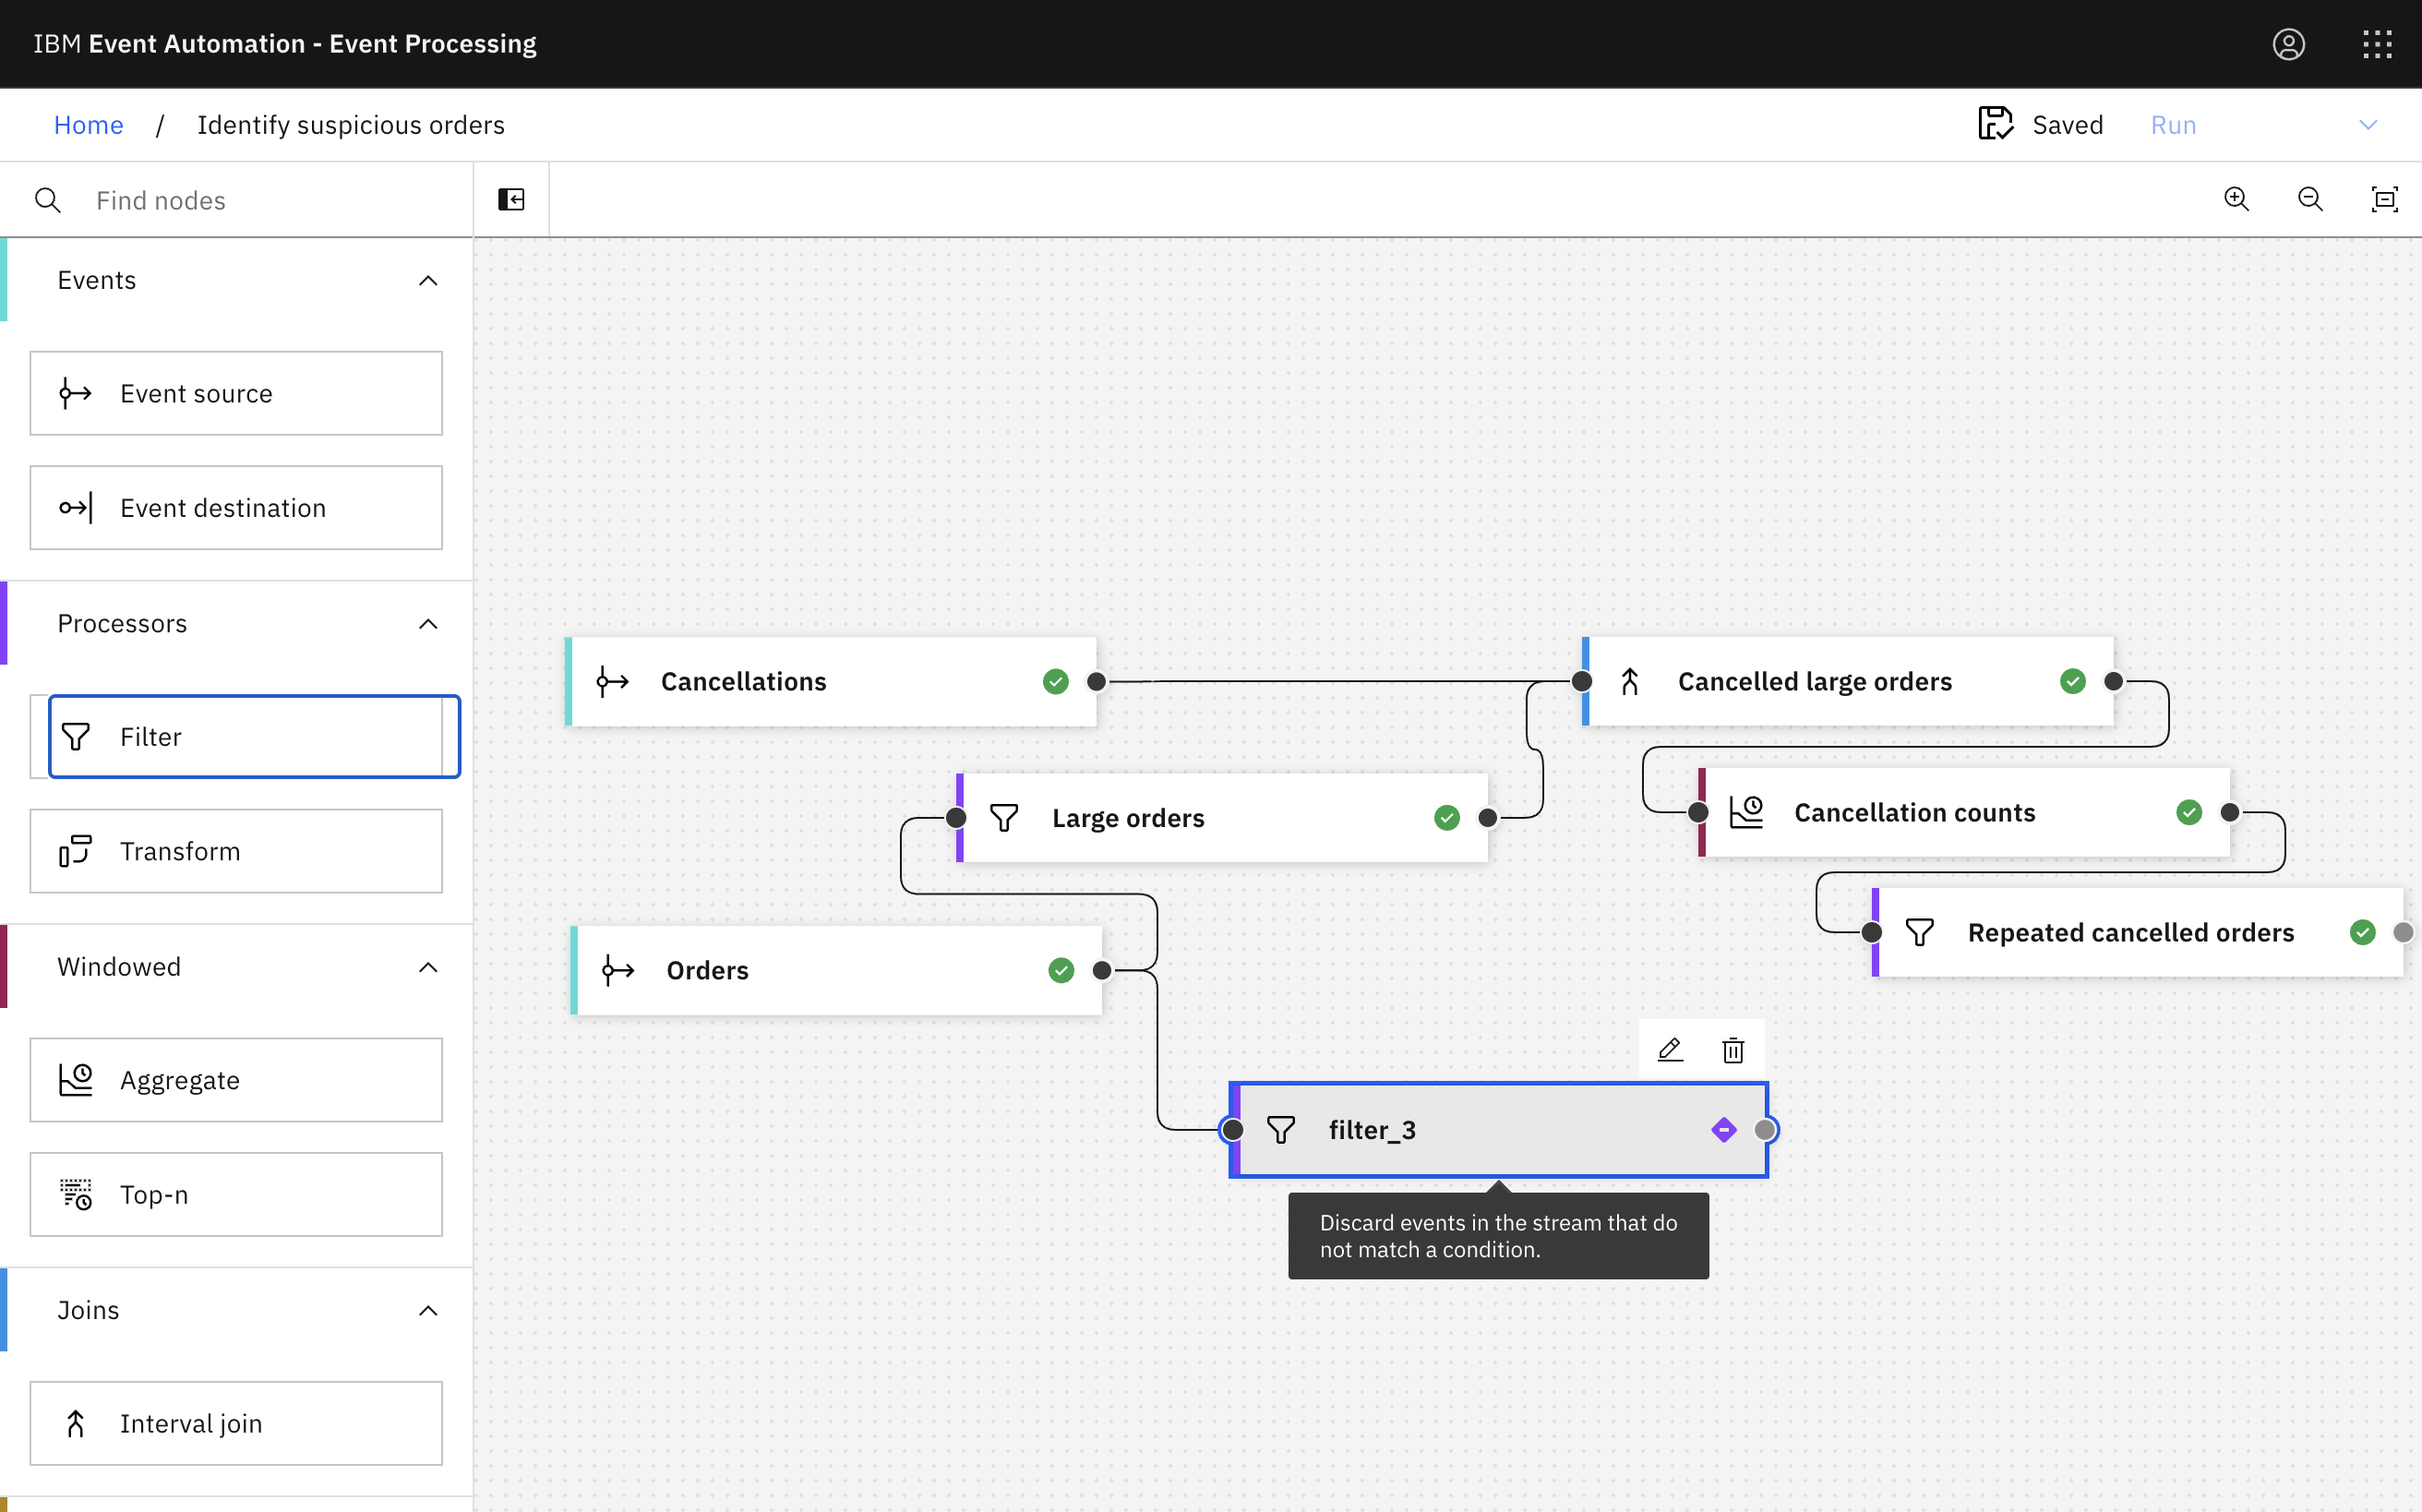 IBM Event Automation - Event Processing
Home / Identify suspicious orders
Saved
Run
Find nodes
Events
Event source
Event destination
Processors
Filter
Transform
Windowed
Aggregate
Top-n
Joins
Interval join
Cancellations
Cancelled large orders
Large orders
Cancellation counts
Repeated cancelled orders
Orders
filter_3
Discard events in the stream that do
not match a condition.